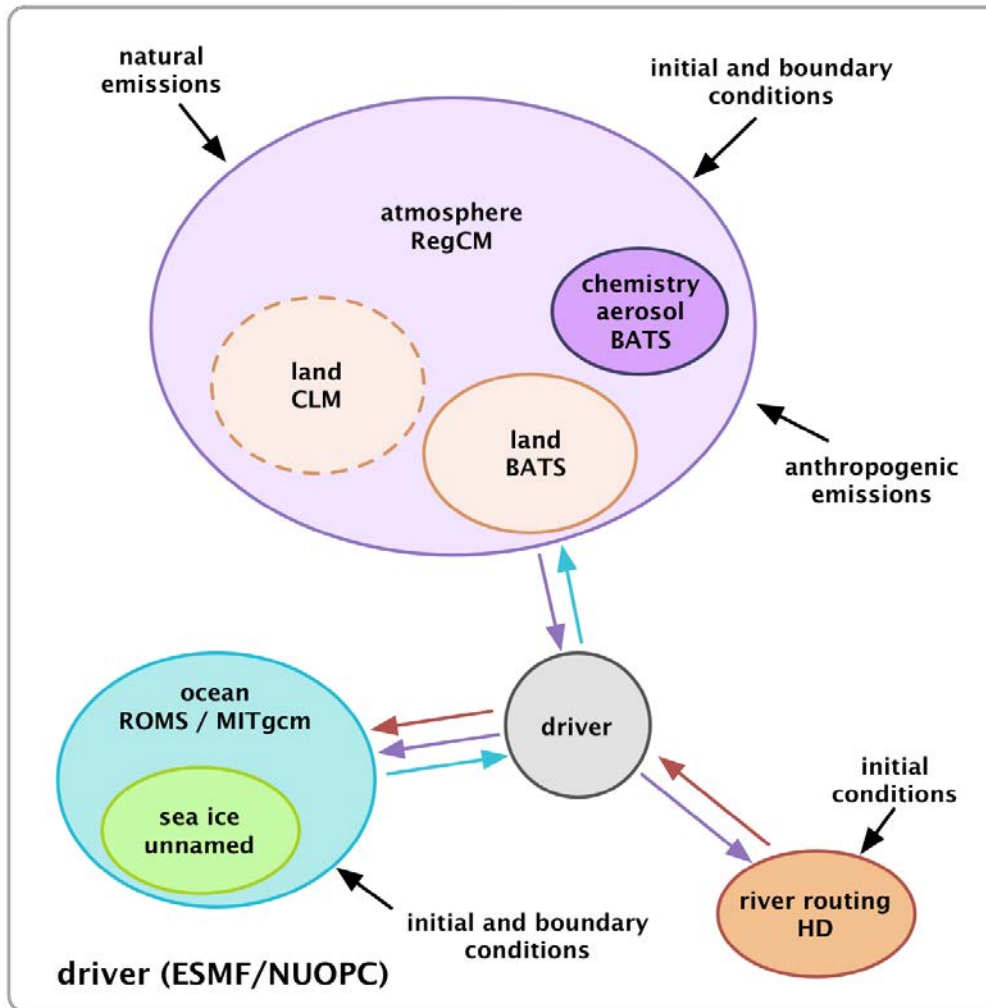 natural
emissions
initial and boundary
conditions
atmosphere
RegCM
chemistry
aerosol
BATS
land
CLM
land
BATS
anthropogenic
emissions
ocean
ROMS / MITgcm
driver
sea ice
unnamed
initial
conditions
river routing
HD
initial and boundary
conditions
driver (ESMF/NUOPC)